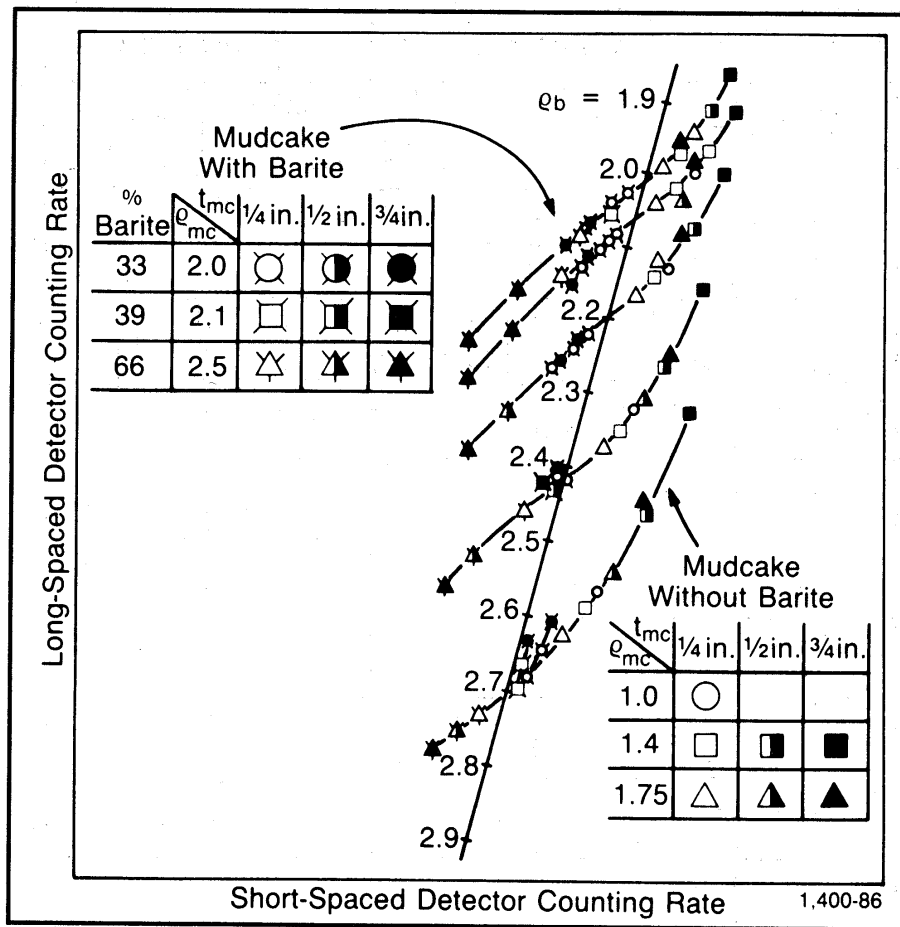 ϱb = 1.9
2.0
2.2
2.3
2.4
2.5
2.6
2.7
2.8
2.9
Mudcake
With Barite
% Barite ϱmc tmc ¼ in. ½ in. ¾ in.
33 2.0
39 2.1
66 2.5
Mudcake
Without Barite
ϱmc tmc ¼ in. ½ in. ¾ in.
1.0
1.4
1.75
Long-Spaced Detector Counting Rate
Short-Spaced Detector Counting Rate
1,400-86